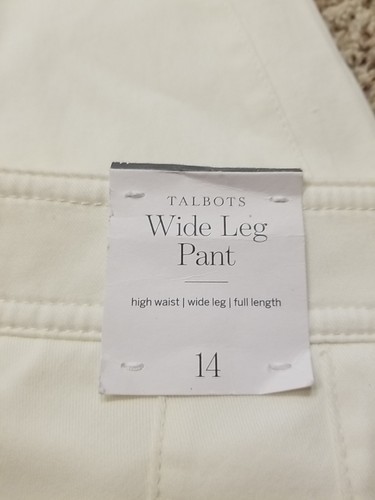 TALBOTS
Wide Leg
Pant
high waist | wide leg | full length
14